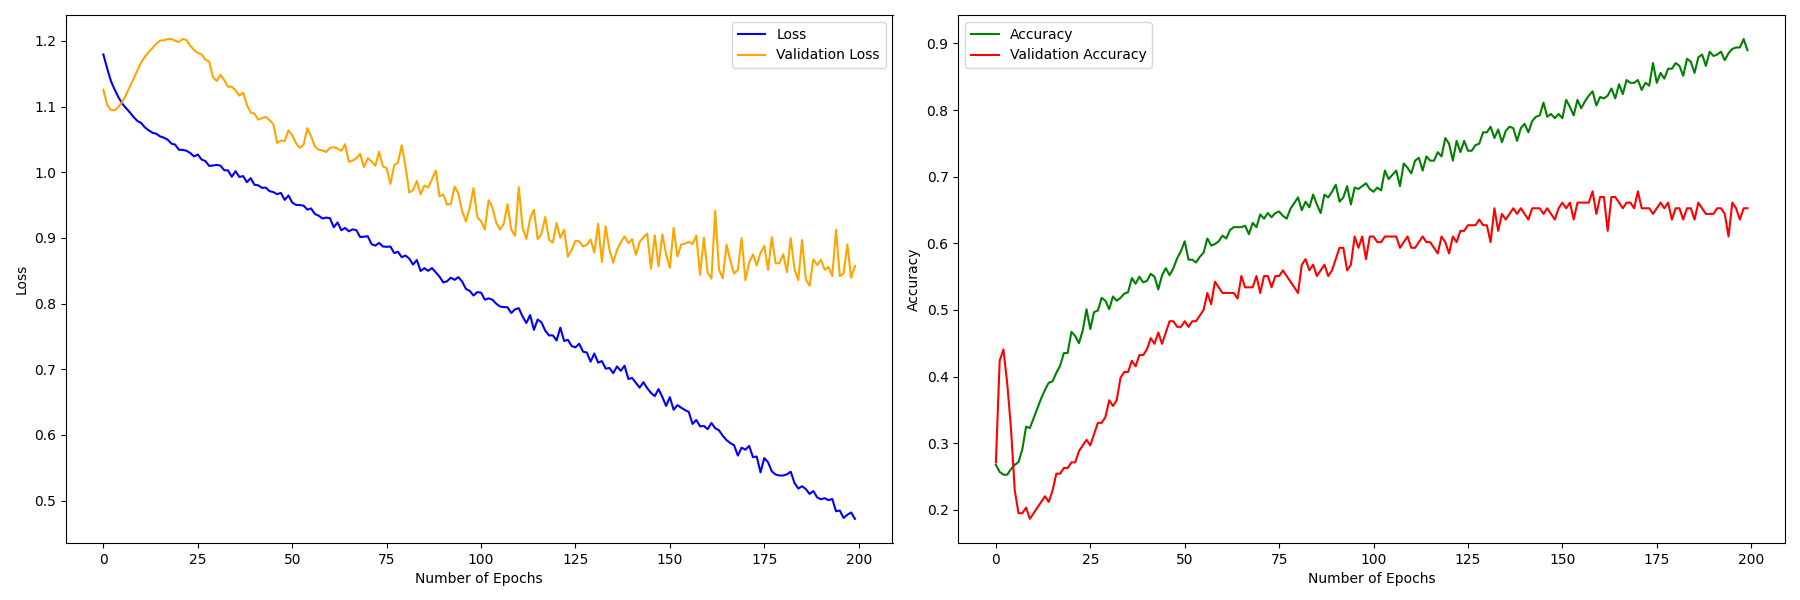 Loss
Validation Loss
1.2
1.1
1.0
0.9
0.8
0.7
0.6
0.5
Loss
0 25 50 75 100 125 150 175 200
Number of Epochs
Accuracy
Validation Accuracy
0.9
0.8
0.7
0.6
0.5
0.4
0.3
0.2
Accuracy
0 25 50 75 100 125 150 175 200
Number of Epochs